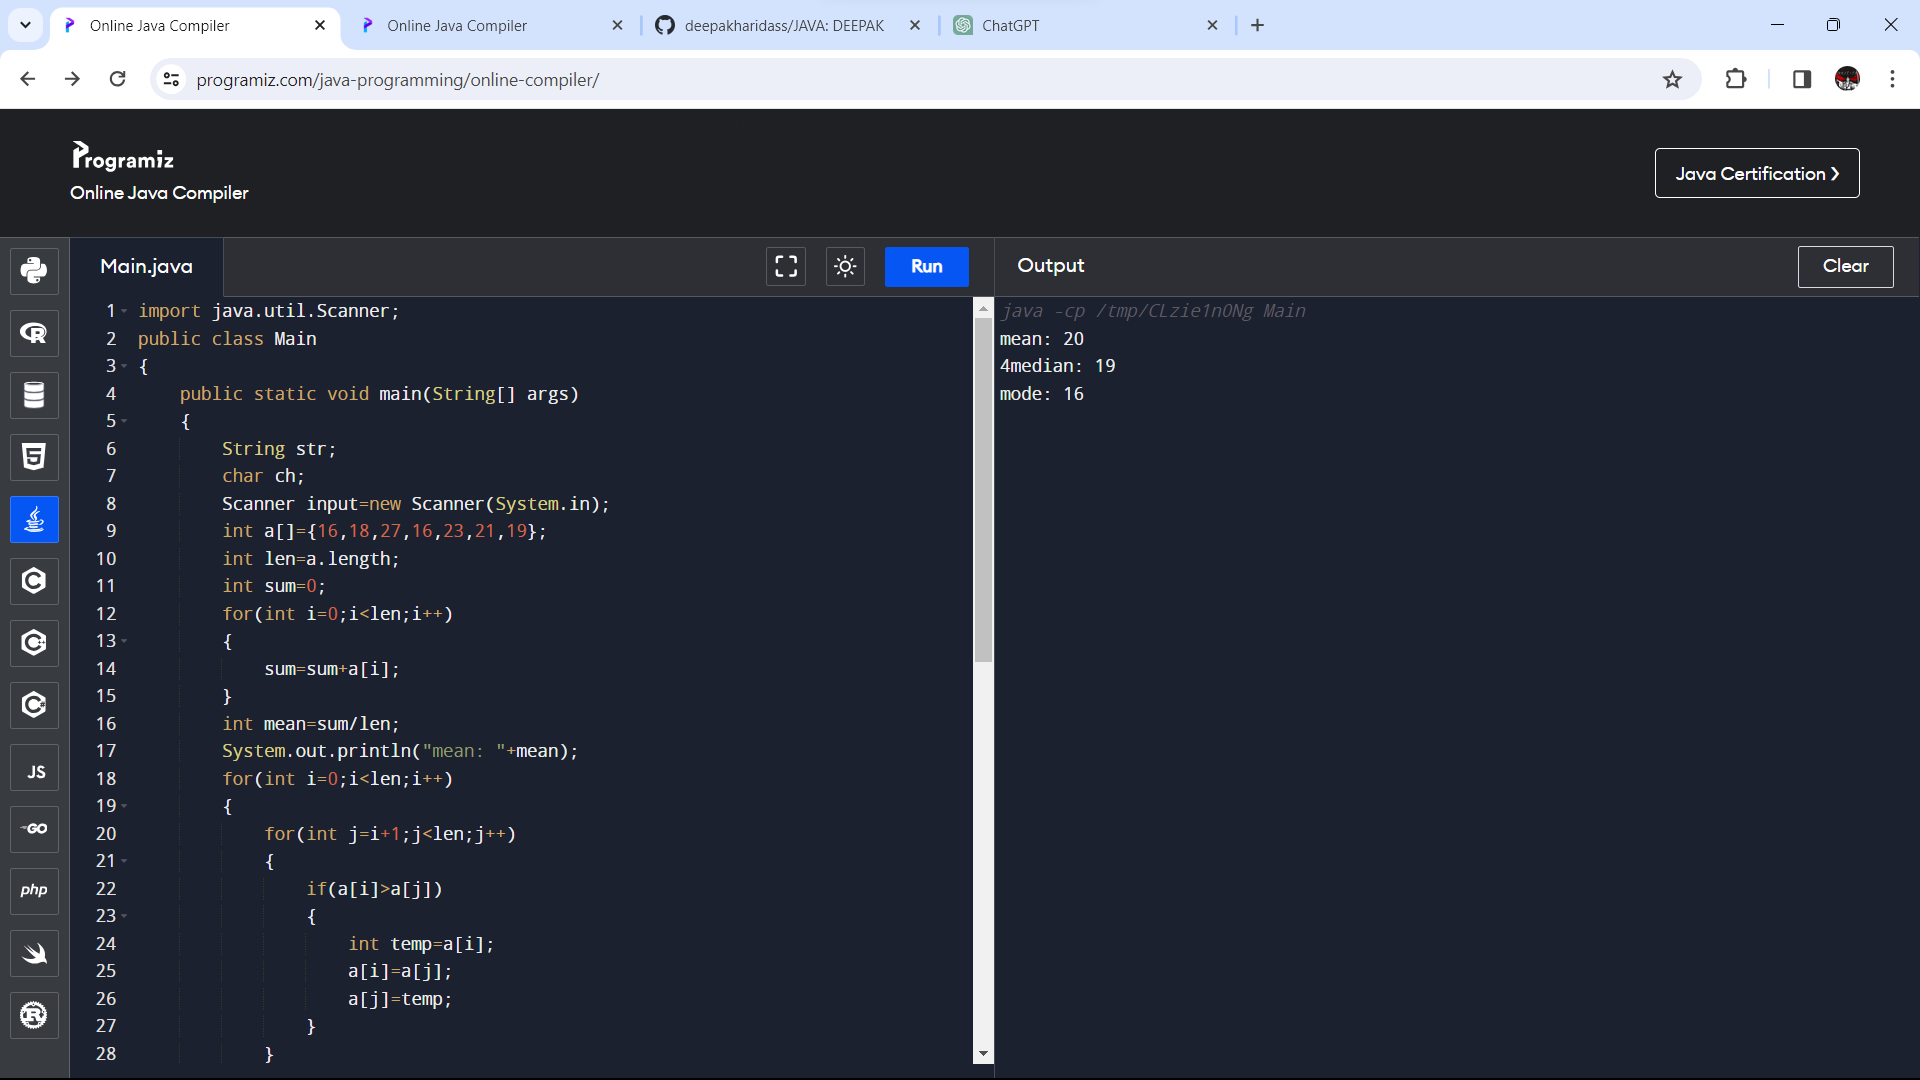 Online Java Compiler
Online Java Compiler
deepakharidass/JAVA: DEEPAK
ChatGPT
programiz.com/java-programming/online-compiler/
Programiz
Online Java Compiler
Java Certification ❯
Main.java
Run
Output
Clear
1 import java.util.Scanner;
2 public class Main
3 {
4     public static void main(String[] args)
5     {
6         String str;
7         char ch;
8         Scanner input=new Scanner(System.in);
9         int a[]={16,18,27,16,23,21,19};
10         int len=a.length;
11         int sum=0;
12         for(int i=0;i<len;i++)
13         {
14             sum=sum+a[i];
15         }
16         int mean=sum/len;
17         System.out.println("mean: "+mean);
18         for(int i=0;i<len;i++)
19         {
20             for(int j=i+1;j<len;j++)
21             {
22                 if(a[i]>a[j])
23                 {
24                     int temp=a[i];
25                     a[i]=a[j];
26                     a[j]=temp;
27                 }
28             }
java -cp /tmp/CLzie1nONg Main
mean: 20
4median: 19
mode: 16
R
5
C
C
C
JS
GO
php
R